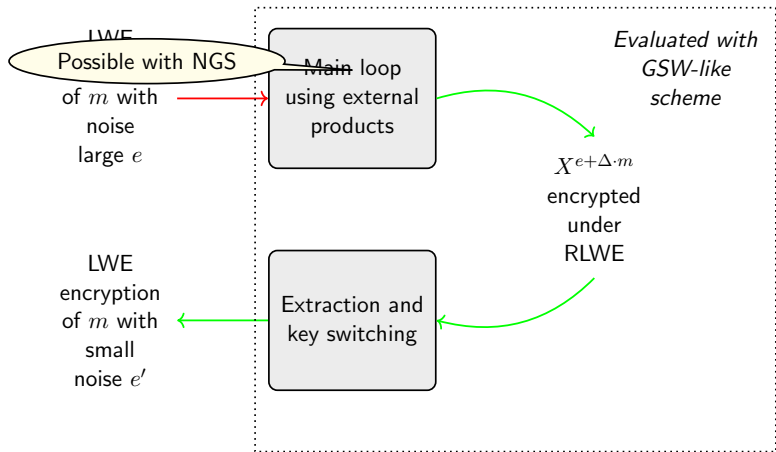 LWE
Possible with NGS
of m with
noise
large e
Main loop
using external
products
Evaluated with
GSW-like
scheme
X^{e+Δ·m}
encrypted
under
RLWE
LWE
encryption
of m with
small
noise e′
Extraction and
key switching